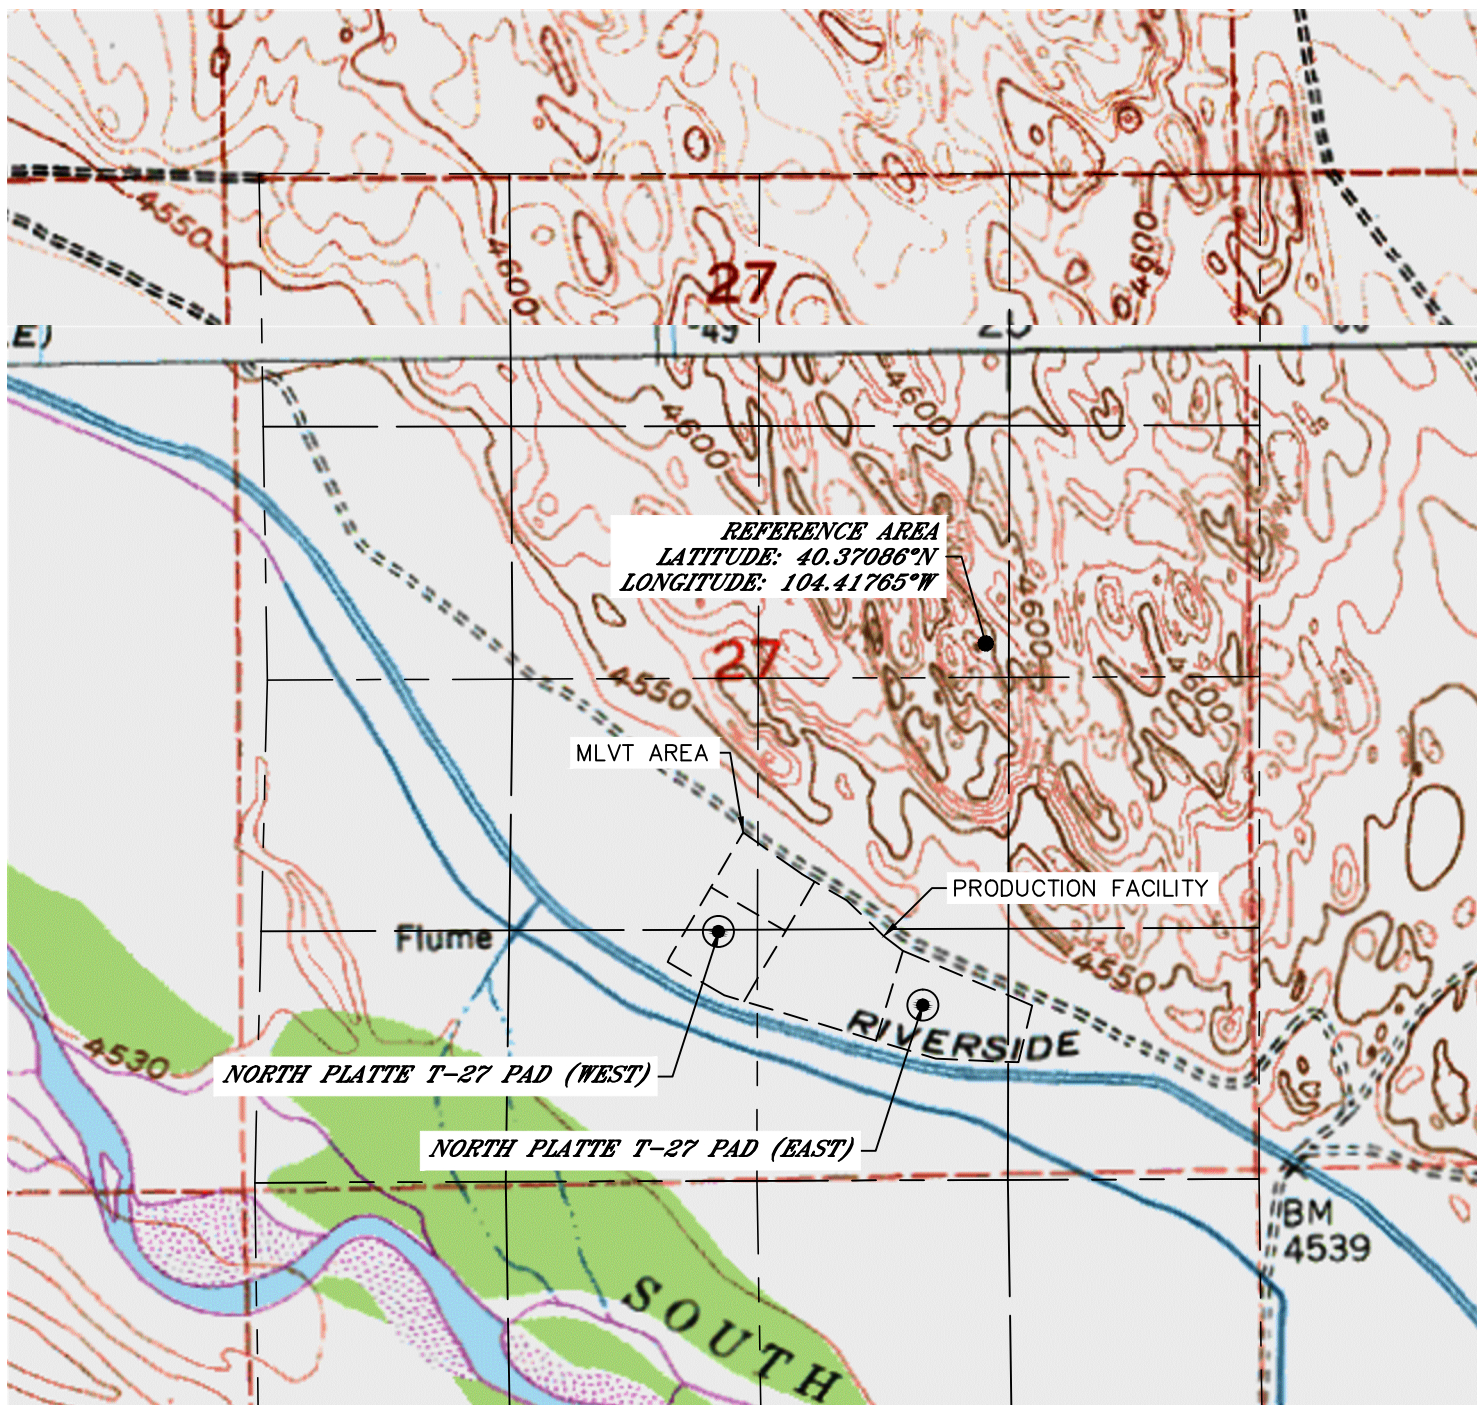 4550
4600
4600
27
E)
49
4600
4600
REFERENCE AREA
LATITUDE: 40.37086°N
LONGITUDE: 104.41765°W
4600
27
4550
4600
MLVT AREA
PRODUCTION FACILITY
Flume
4550
RIVERSIDE
4530
NORTH PLATTE T-27 PAD (WEST)
NORTH PLATTE T-27 PAD (EAST)
BM
4539
SOUTH